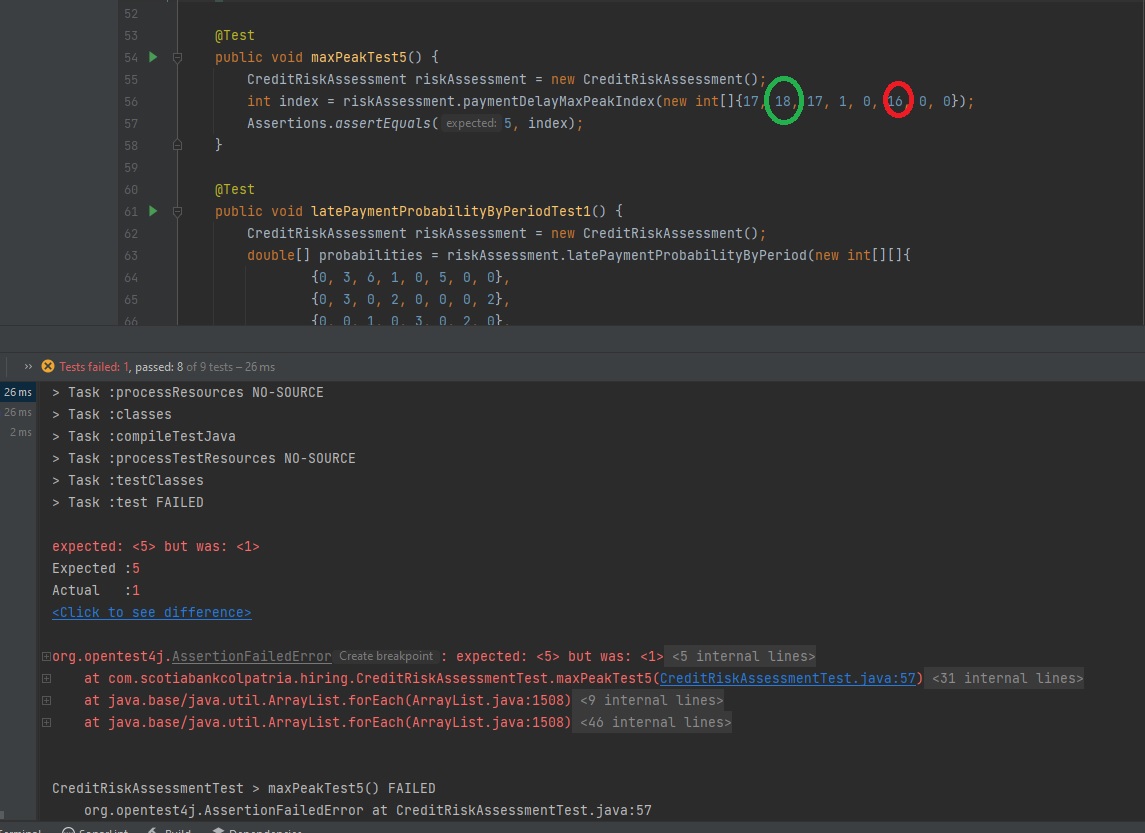 52
53 @Test
54 public void maxPeakTest5() {
55 CreditRiskAssessment riskAssessment = new CreditRiskAssessment();
56 int index = riskAssessment.paymentDelayMaxPeakIndex(new int[]{17, 18, 17, 1, 0, 16, 0, 0});
57 Assertions.assertEquals( expected: 5, index);
58 }
59
60 @Test
61 public void latePaymentProbabilityByPeriodTest1() {
62 CreditRiskAssessment riskAssessment = new CreditRiskAssessment();
63 double[] probabilities = riskAssessment.latePaymentProbabilityByPeriod(new int[][]{
64 {0, 3, 6, 1, 0, 5, 0, 0},
65 {0, 3, 0, 2, 0, 0, 0, 2},
66 {0, 0, 1, 0, 3, 0, 2, 0},
Tests failed: 1, passed: 8 of 9 tests – 26 ms
26 ms > Task :processResources NO-SOURCE
26 ms > Task :classes
2 ms > Task :compileTestJava
> Task :processTestResources NO-SOURCE
> Task :testClasses
> Task :test FAILED
expected: <5> but was: <1>
Expected :5
Actual :1
<Click to see difference>
org.opentest4j.AssertionFailedError Create breakpoint : expected: <5> but was: <1> <5 internal lines>
at com.scotiabankcolpatria.hiring.CreditRiskAssessmentTest.maxPeakTest5(CreditRiskAssessmentTest.java:57) <31 internal lines>
at java.base/java.util.ArrayList.forEach(ArrayList.java:1508) <9 internal lines>
at java.base/java.util.ArrayList.forEach(ArrayList.java:1508) <46 internal lines>
CreditRiskAssessmentTest > maxPeakTest5() FAILED
org.opentest4j.AssertionFailedError at CreditRiskAssessmentTest.java:57
SonarLint Build Dependencies